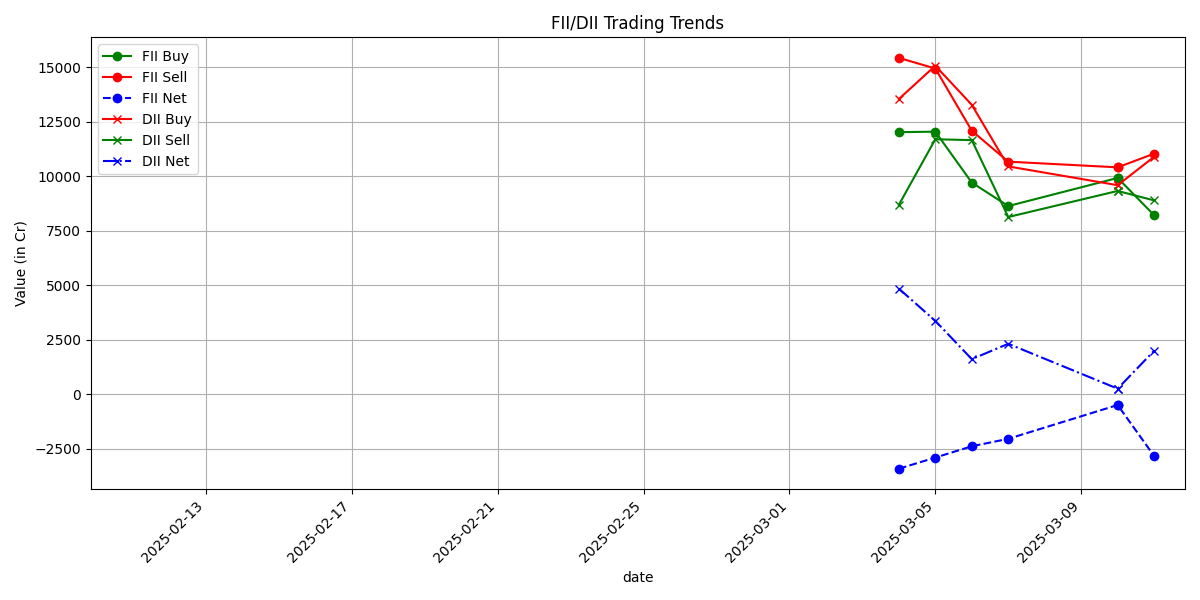 FII/DII Trading Trends
FII Buy
FII Sell
FII Net
DII Buy
DII Sell
DII Net
15000
12500
10000
7500
5000
2500
0
−2500
Value (in Cr)
2025-02-13
2025-02-17
2025-02-21
2025-02-25
2025-03-01
2025-03-05
2025-03-09
date